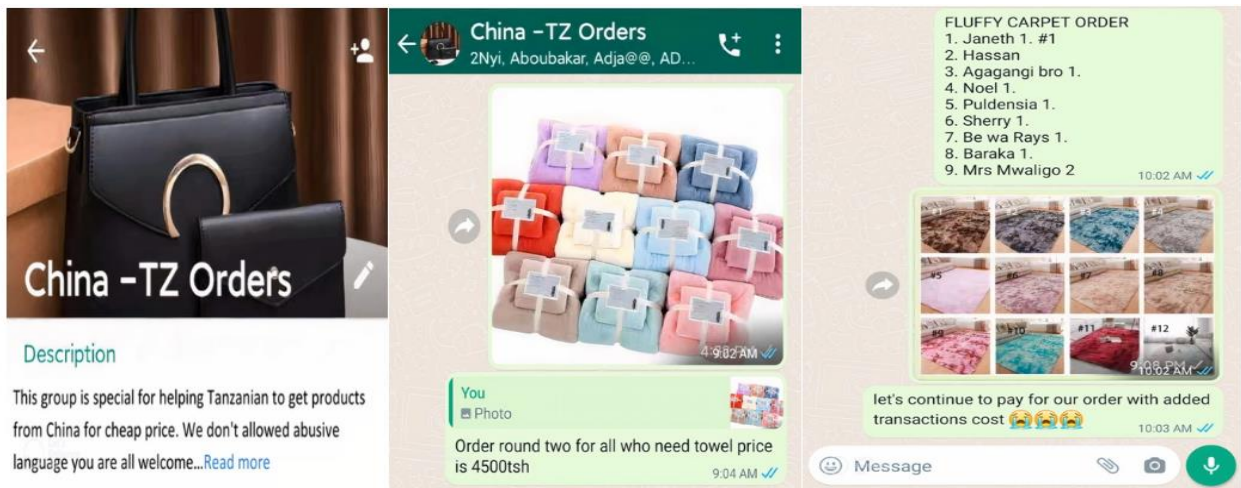 China –TZ Orders
Description
This group is special for helping Tanzanian to get products
from China for cheap price. We don't allowed abusive
language you are all welcome...Read more
China –TZ Orders
2Nyi, Aboubakar, Adja@@, AD...
9:02 AM
You
Photo
Order round two for all who need towel price
is 4500tsh
9:04 AM
FLUFFY CARPET ORDER
1. Janeth 1. #1
2. Hassan
3. Agagangi bro 1.
4. Noel 1.
5. Puldensia 1.
6. Sherry 1.
7. Be wa Rays 1.
8. Baraka 1.
9. Mrs Mwaligo 2
10:02 AM
#5 #6 #7 #8
#9 #10 #11 #12
10:02 AM
let's continue to pay for our order with added
transactions cost 😭😭😭
10:03 AM
Message